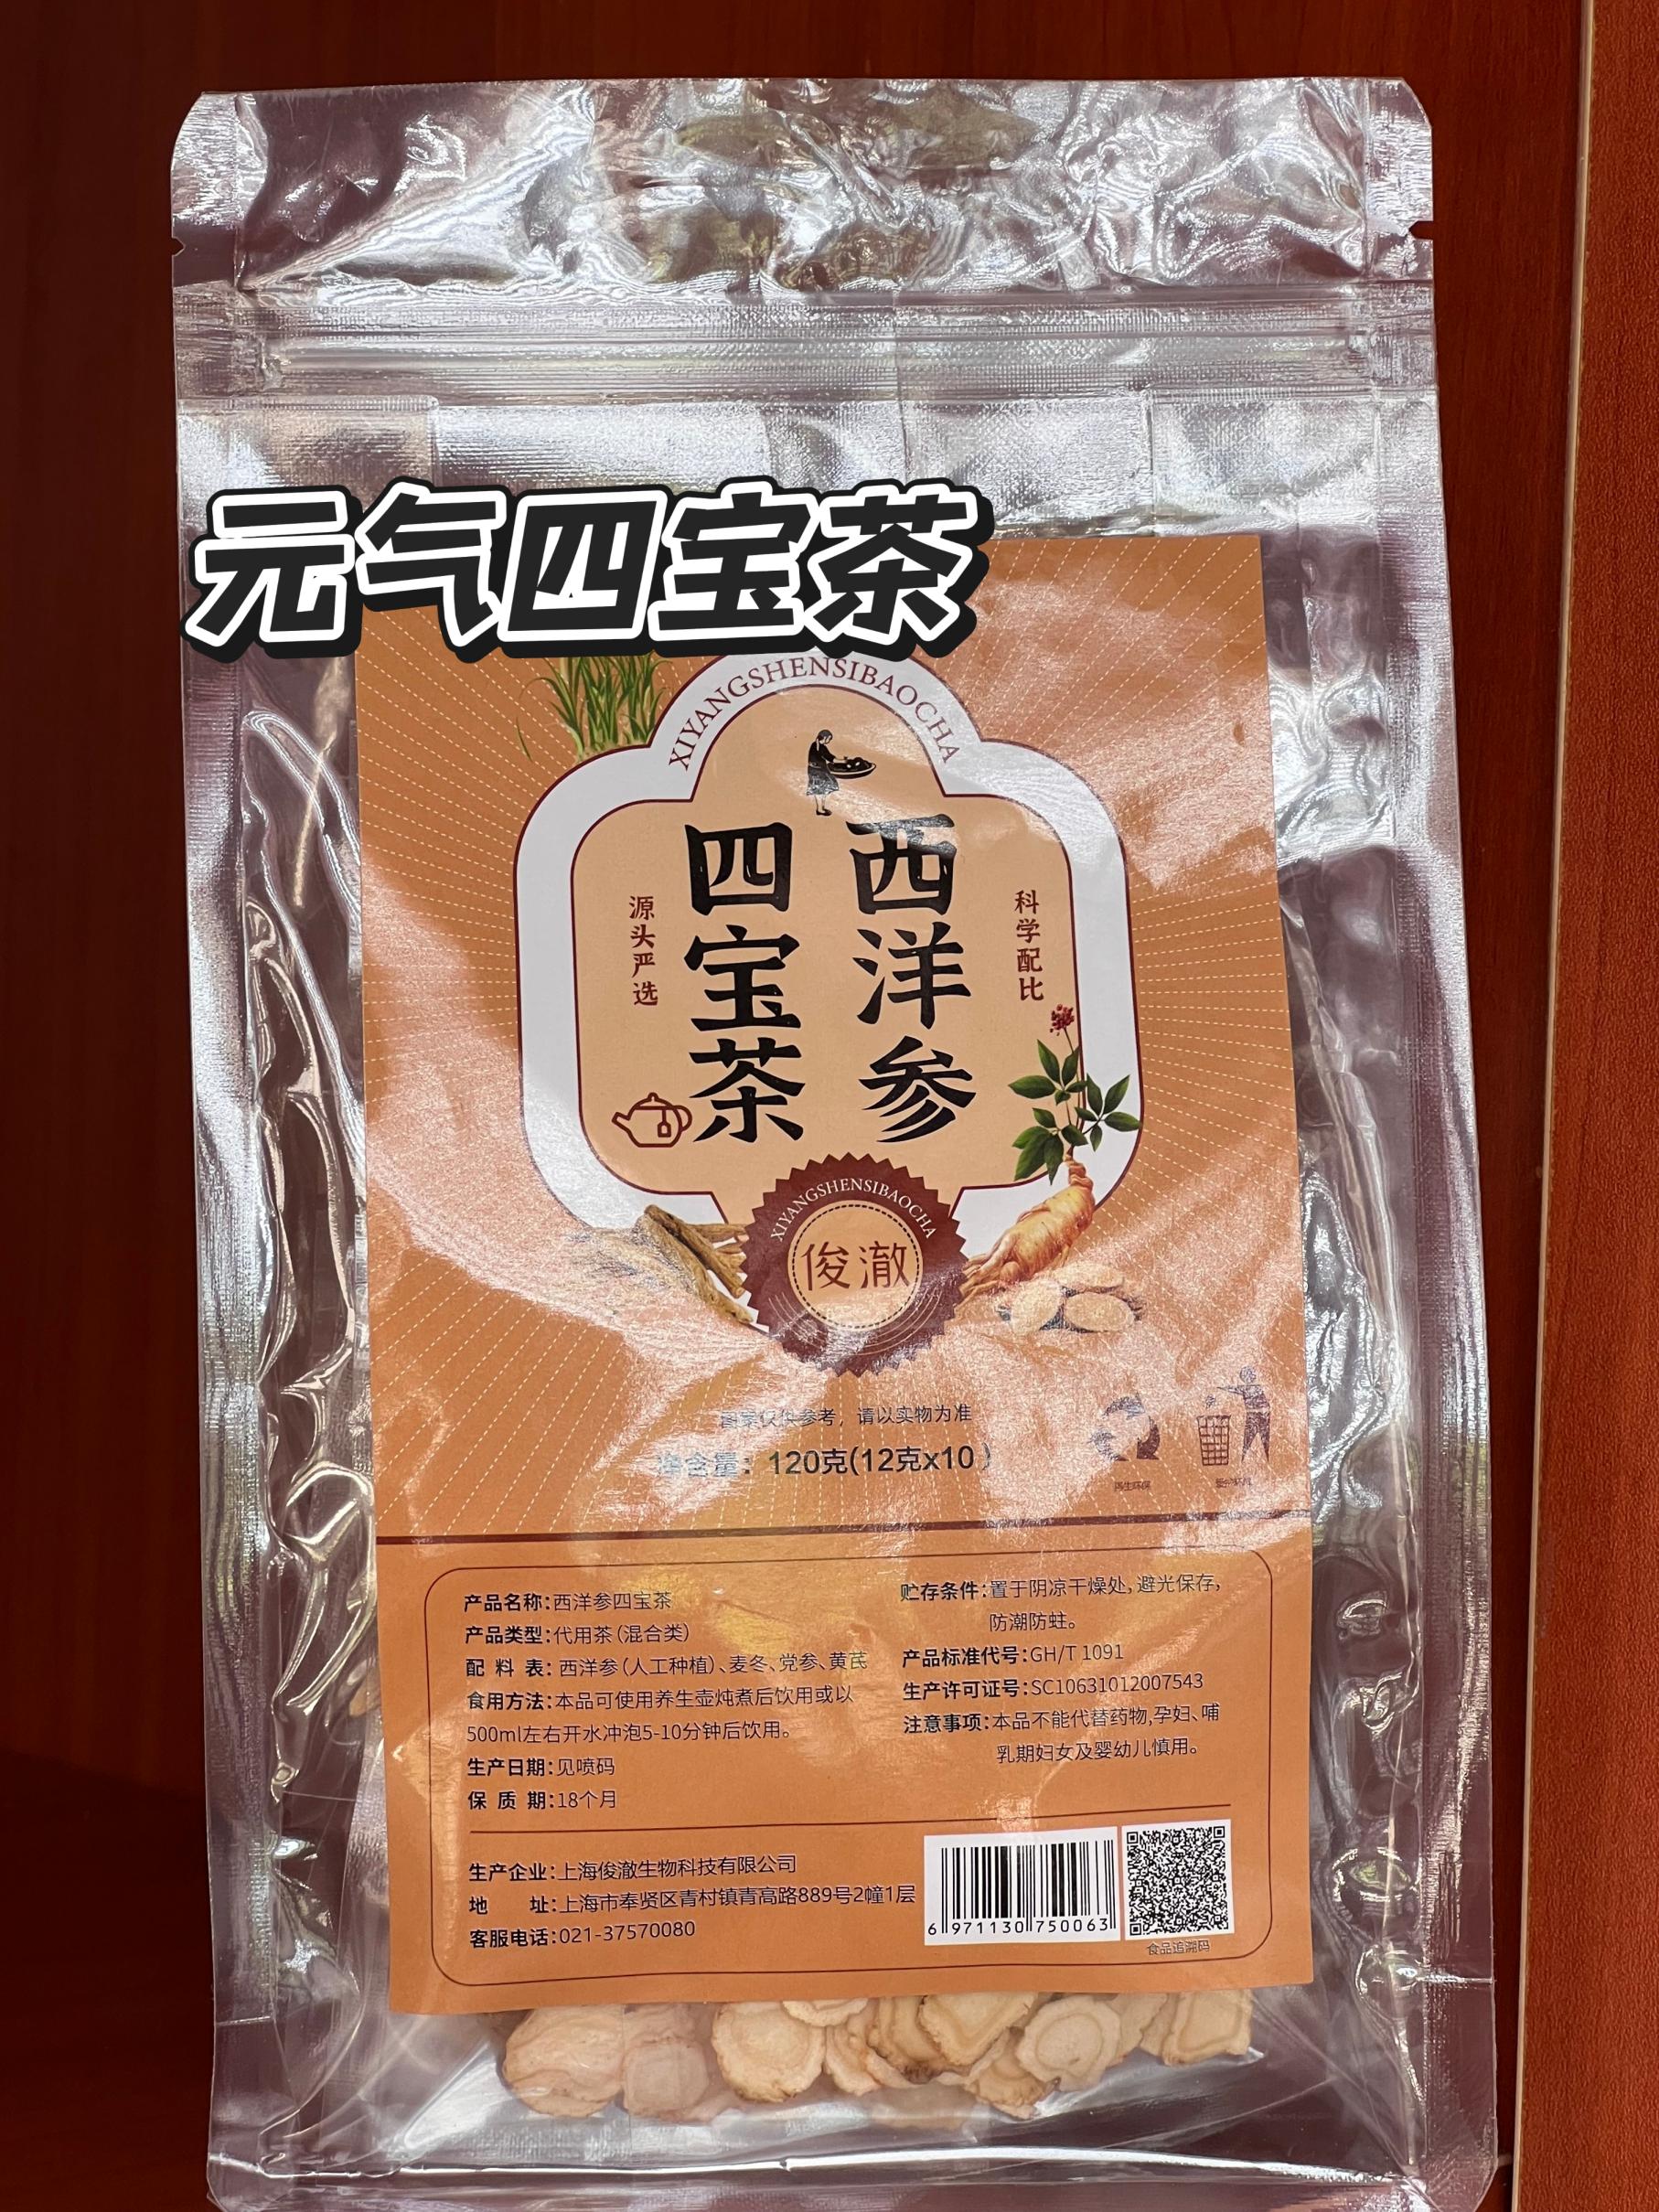 元气四宝茶
XIYANGSHENSIBAOCHA
科学配比
西洋参
四宝茶
源头严选
XIYANGSHENSIBAOCHA
俊澈
图案仅供参考，请以实物为准
净含量：120克(12克x10）
再生环保
产品名称：西洋参四宝茶
产品类型：代用茶（混合类）
配料表：西洋参（人工种植）、麦冬、党参、黄芪
食用方法：本品可使用养生壶炖煮后饮用或以
500ml左右开水冲泡5-10分钟后饮用。
生产日期：见喷码
保质期：18个月
贮存条件：置于阴凉干燥处，避光保存，
防潮防蛀。
产品标准代号：GH/T 1091
生产许可证号：SC10631012007543
注意事项：本品不能代替药物,孕妇、哺
乳期妇女及婴幼儿慎用。
生产企业：上海俊澈生物科技有限公司
地址：上海市奉贤区青村镇青高路889号2幢1层
客服电话：021-37570080
6 971130 750063
食品追溯码